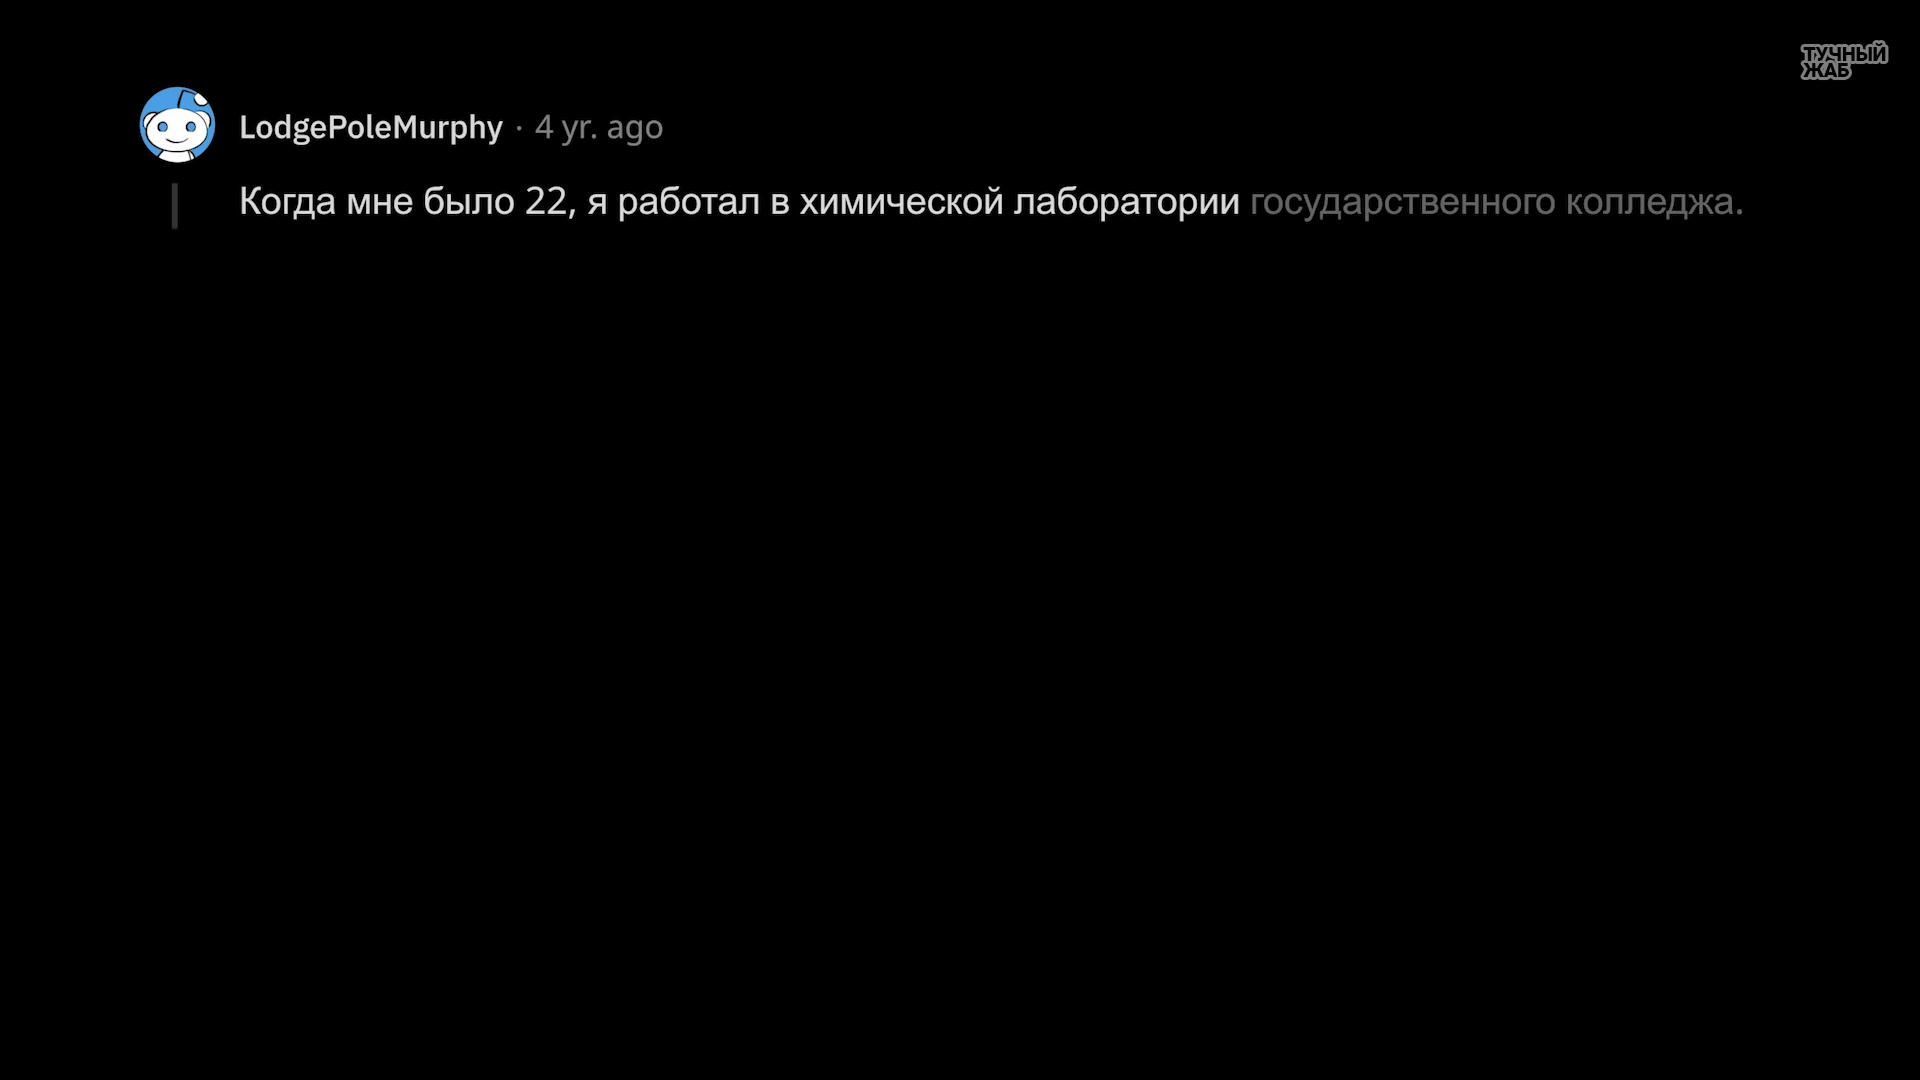 ТУЧНЫЙ
ЖАБ
LodgePoleMurphy · 4 yr. ago
Когда мне было 22, я работал в химической лаборатории государственного колледжа.